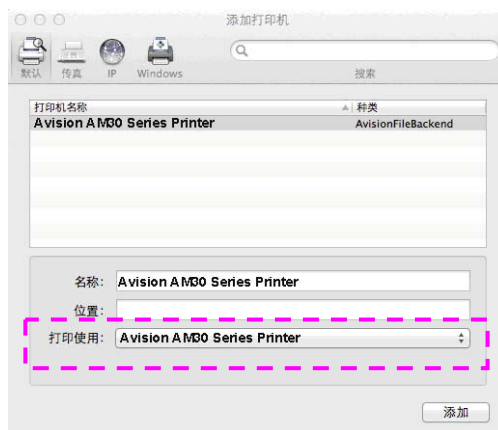 添加打印机
默认 传真 IP Windows 搜索
打印机名称 种类
Avision AM30 Series Printer AvisionFileBackend
名称: Avision AM30 Series Printer
位置:
打印使用: Avision AM30 Series Printer
添加